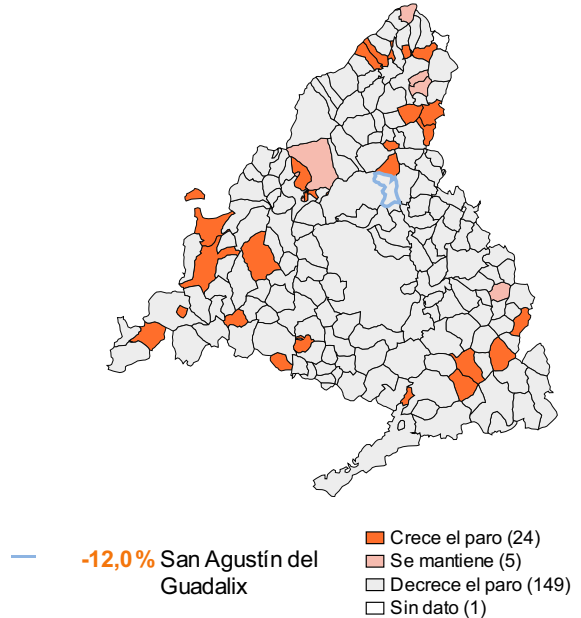 -12,0% San Agustín del
Guadalix
Crece el paro (24)
Se mantiene (5)
Decrece el paro (149)
Sin dato (1)